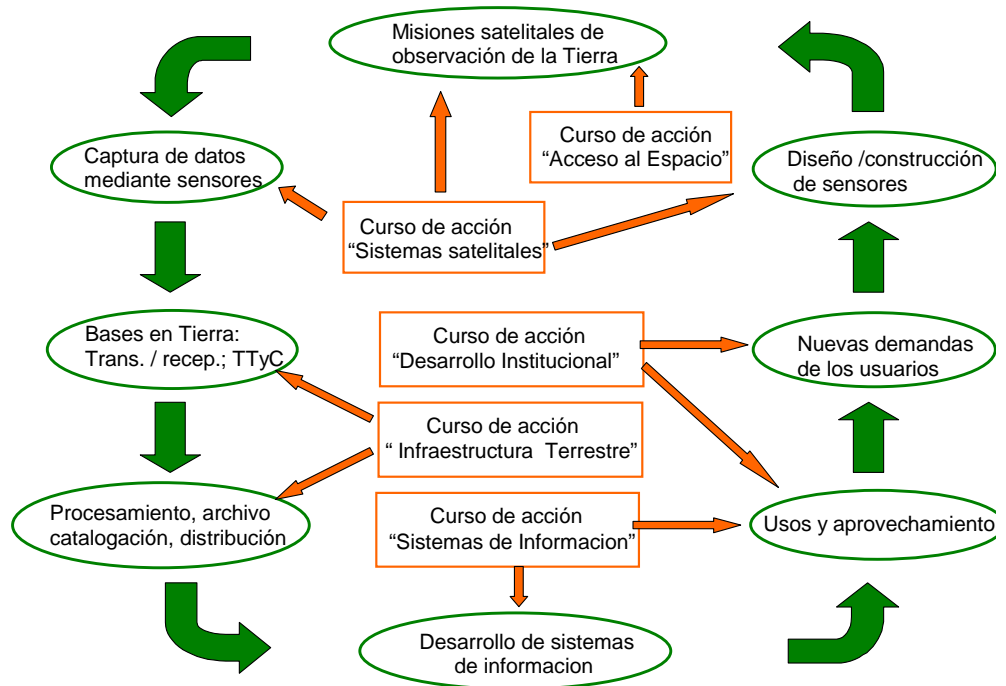 Misiones satelitales de
observación de la Tierra
Curso de acción
“Acceso al Espacio”
Captura de datos
mediante sensores
Diseño /construcción
de sensores
Curso de acción
“Sistemas satelitales”
Bases en Tierra:
Trans. / recep.; TTyC
Curso de acción
“Desarrollo Institucional”
Nuevas demandas
de los usuarios
Curso de acción
“ Infraestructura Terrestre”
Procesamiento, archivo
catalogación, distribución
Curso de acción
“Sistemas de Informacion”
Usos y aprovechamiento
Desarrollo de sistemas
de informacion